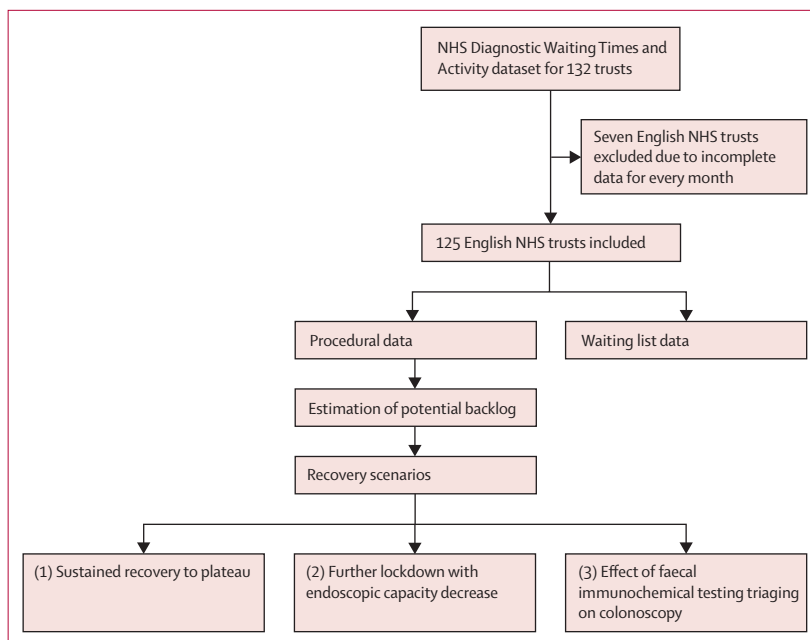 NHS Diagnostic Waiting Times and
Activity dataset for 132 trusts
Seven English NHS trusts
excluded due to incomplete
data for every month
125 English NHS trusts included
Procedural data
Waiting list data
Estimation of potential backlog
Recovery scenarios
(1) Sustained recovery to plateau
(2) Further lockdown with
endoscopic capacity decrease
(3) Effect of faecal
immunochemical testing triaging
on colonoscopy